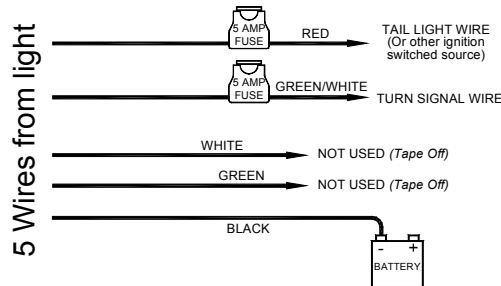 5 Wires from light
5 AMP
FUSE
RED
TAIL LIGHT WIRE
(Or other ignition
switched source)
5 AMP
FUSE
GREEN/WHITE
TURN SIGNAL WIRE
WHITE
NOT USED (Tape Off)
GREEN
NOT USED (Tape Off)
BLACK
- +
BATTERY